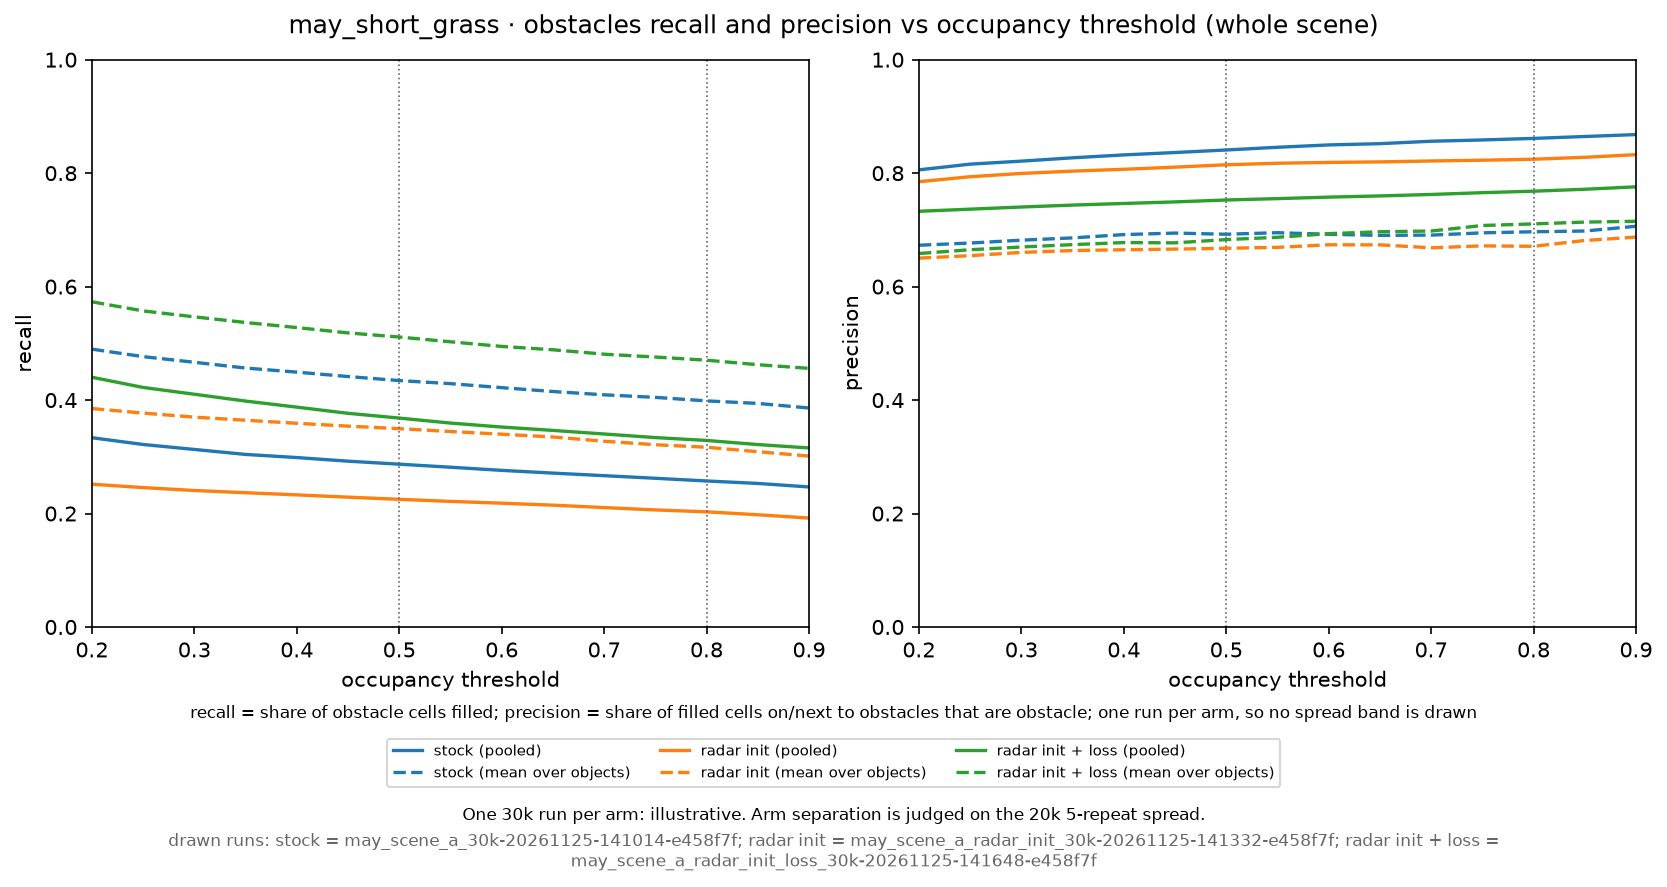 may_short_grass · obstacles recall and precision vs occupancy threshold (whole scene)
recall
1.0
0.8
0.6
0.4
0.2
0.0
0.2 0.3 0.4 0.5 0.6 0.7 0.8 0.9
occupancy threshold
precision
1.0
0.8
0.6
0.4
0.2
0.0
0.2 0.3 0.4 0.5 0.6 0.7 0.8 0.9
occupancy threshold
recall = share of obstacle cells filled; precision = share of filled cells on/next to obstacles that are obstacle; one run per arm, so no spread band is drawn
stock (pooled) radar init (pooled) radar init + loss (pooled)
stock (mean over objects) radar init (mean over objects) radar init + loss (mean over objects)
One 30k run per arm: illustrative. Arm separation is judged on the 20k 5-repeat spread.
drawn runs: stock = may_scene_a_30k-20261125-141014-e458f7f; radar init = may_scene_a_radar_init_30k-20261125-141332-e458f7f; radar init + loss =
may_scene_a_radar_init_loss_30k-20261125-141648-e458f7f